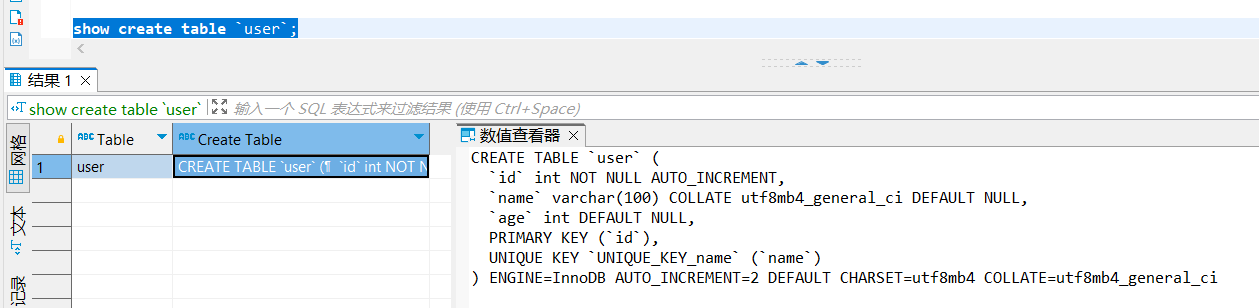 show create table `user`;
结果 1
show create table `user`
输入一个 SQL 表达式来过滤结果 (使用 Ctrl+Space)
网格
文本
记录
ABC Table
ABC Create Table
1
user
CREATE TABLE `user` (¶ `id` int NOT N
数值查看器
CREATE TABLE `user` (
  `id` int NOT NULL AUTO_INCREMENT,
  `name` varchar(100) COLLATE utf8mb4_general_ci DEFAULT NULL,
  `age` int DEFAULT NULL,
  PRIMARY KEY (`id`),
  UNIQUE KEY `UNIQUE_KEY_name` (`name`)
) ENGINE=InnoDB AUTO_INCREMENT=2 DEFAULT CHARSET=utf8mb4 COLLATE=utf8mb4_general_ci